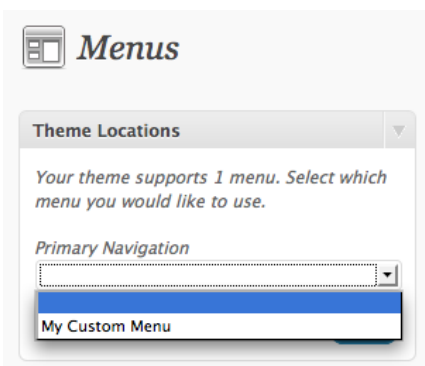 Menus
Theme Locations
Your theme supports 1 menu. Select which
menu you would like to use.
Primary Navigation
My Custom Menu